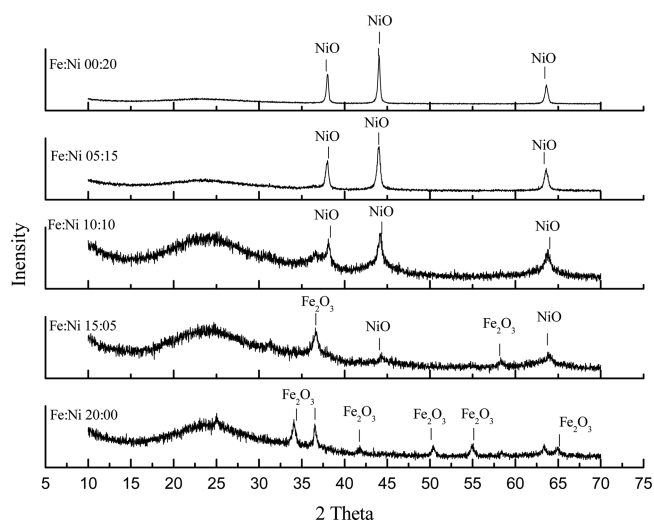 NiO NiO NiO
Fe:Ni 00:20
NiO NiO NiO
Fe:Ni 05:15
NiO NiO NiO
Fe:Ni 10:10
Fe₂O₃ NiO Fe₂O₃ NiO
Fe:Ni 15:05
Fe₂O₃ Fe₂O₃ Fe₂O₃ Fe₂O₃ Fe₂O₃
Fe:Ni 20:00
Inensity
5 10 15 20 25 30 35 40 45 50 55 60 65 70 75
2 Theta